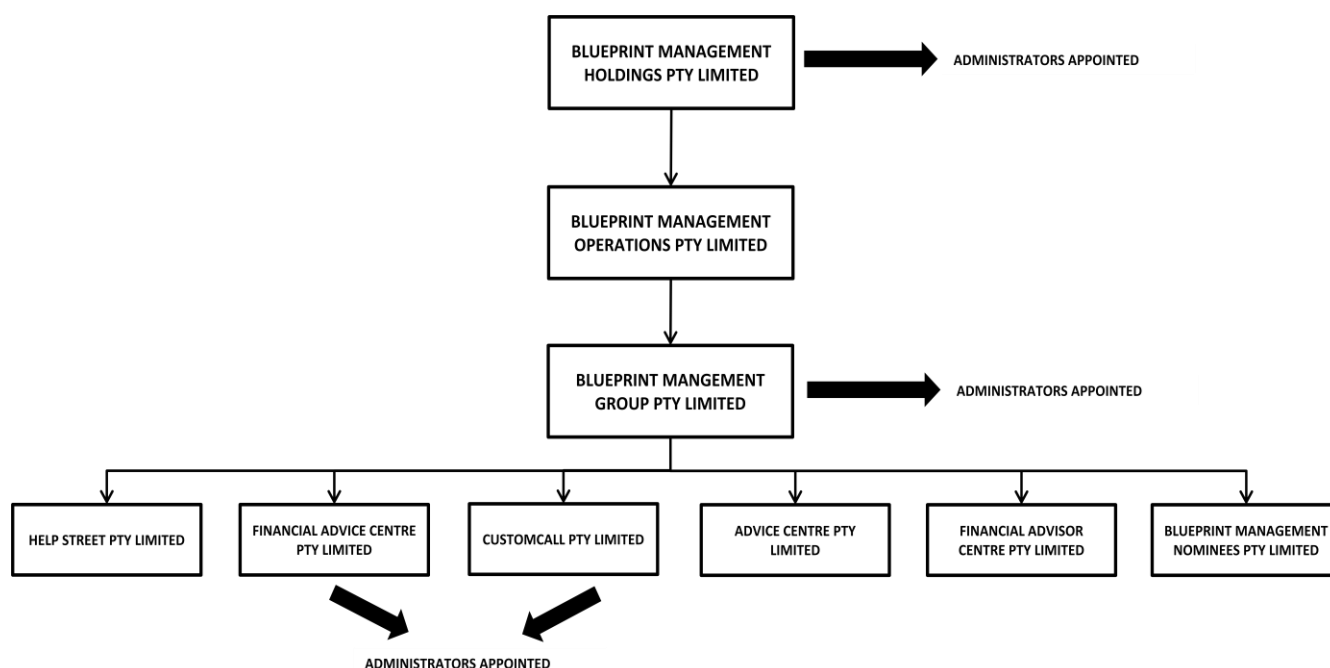 BLUEPRINT MANAGEMENT
HOLDINGS PTY LIMITED
ADMINISTRATORS APPOINTED
BLUEPRINT MANAGEMENT
OPERATIONS PTY LIMITED
BLUEPRINT MANGEMENT
GROUP PTY LIMITED
ADMINISTRATORS APPOINTED
HELP STREET PTY LIMITED
FINANCIAL ADVICE CENTRE
PTY LIMITED
CUSTOMCALL PTY LIMITED
ADVICE CENTRE PTY
LIMITED
FINANCIAL ADVISOR
CENTRE PTY LIMITED
BLUEPRINT MANAGEMENT
NOMINEES PTY LIMITED
ADMINISTRATORS APPOINTED